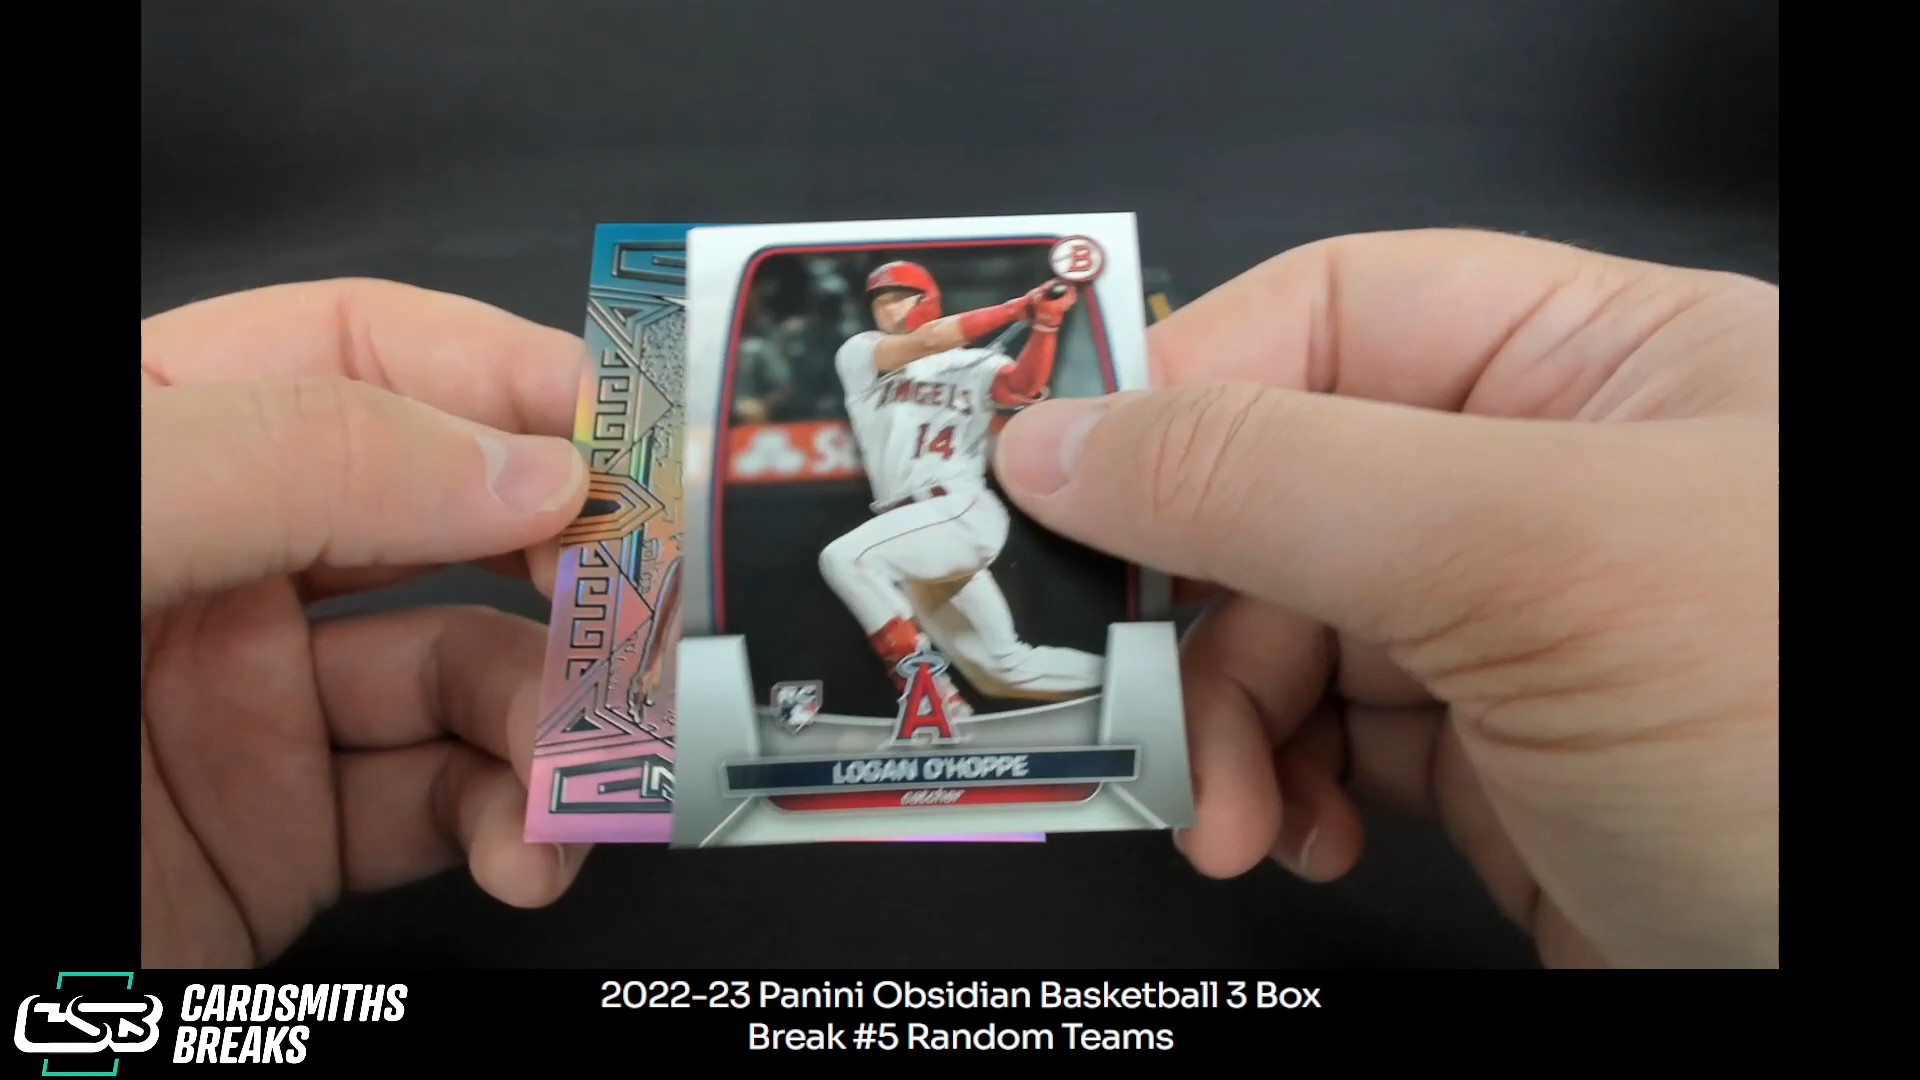 B
ANGELS
14
RC
A
LOGAN O'HOPPE
catcher
CSB
CARDSMITHS
BREAKS
2022-23 Panini Obsidian Basketball 3 Box
Break #5 Random Teams